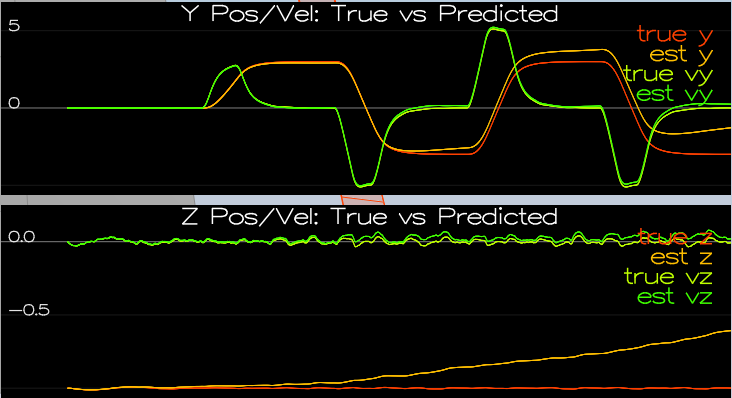 Y Pos/Vel: True vs Predicted
5
true y
est y
true vy
est vy
0
Z Pos/Vel: True vs Predicted
0.0
true z
est z
true vz
est vz
-0.5